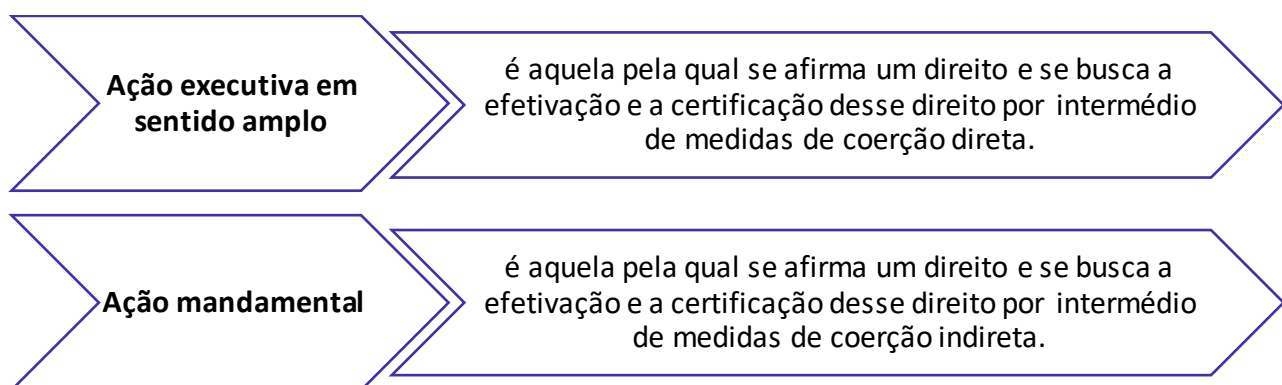 Ação executiva em
sentido amplo
é aquela pela qual se afirma um direito e se busca a
efetivação e a certificação desse direito por intermédio
de medidas de coerção direta.
Ação mandamental
é aquela pela qual se afirma um direito e se busca a
efetivação e a certificação desse direito por intermédio
de medidas de coerção indireta.